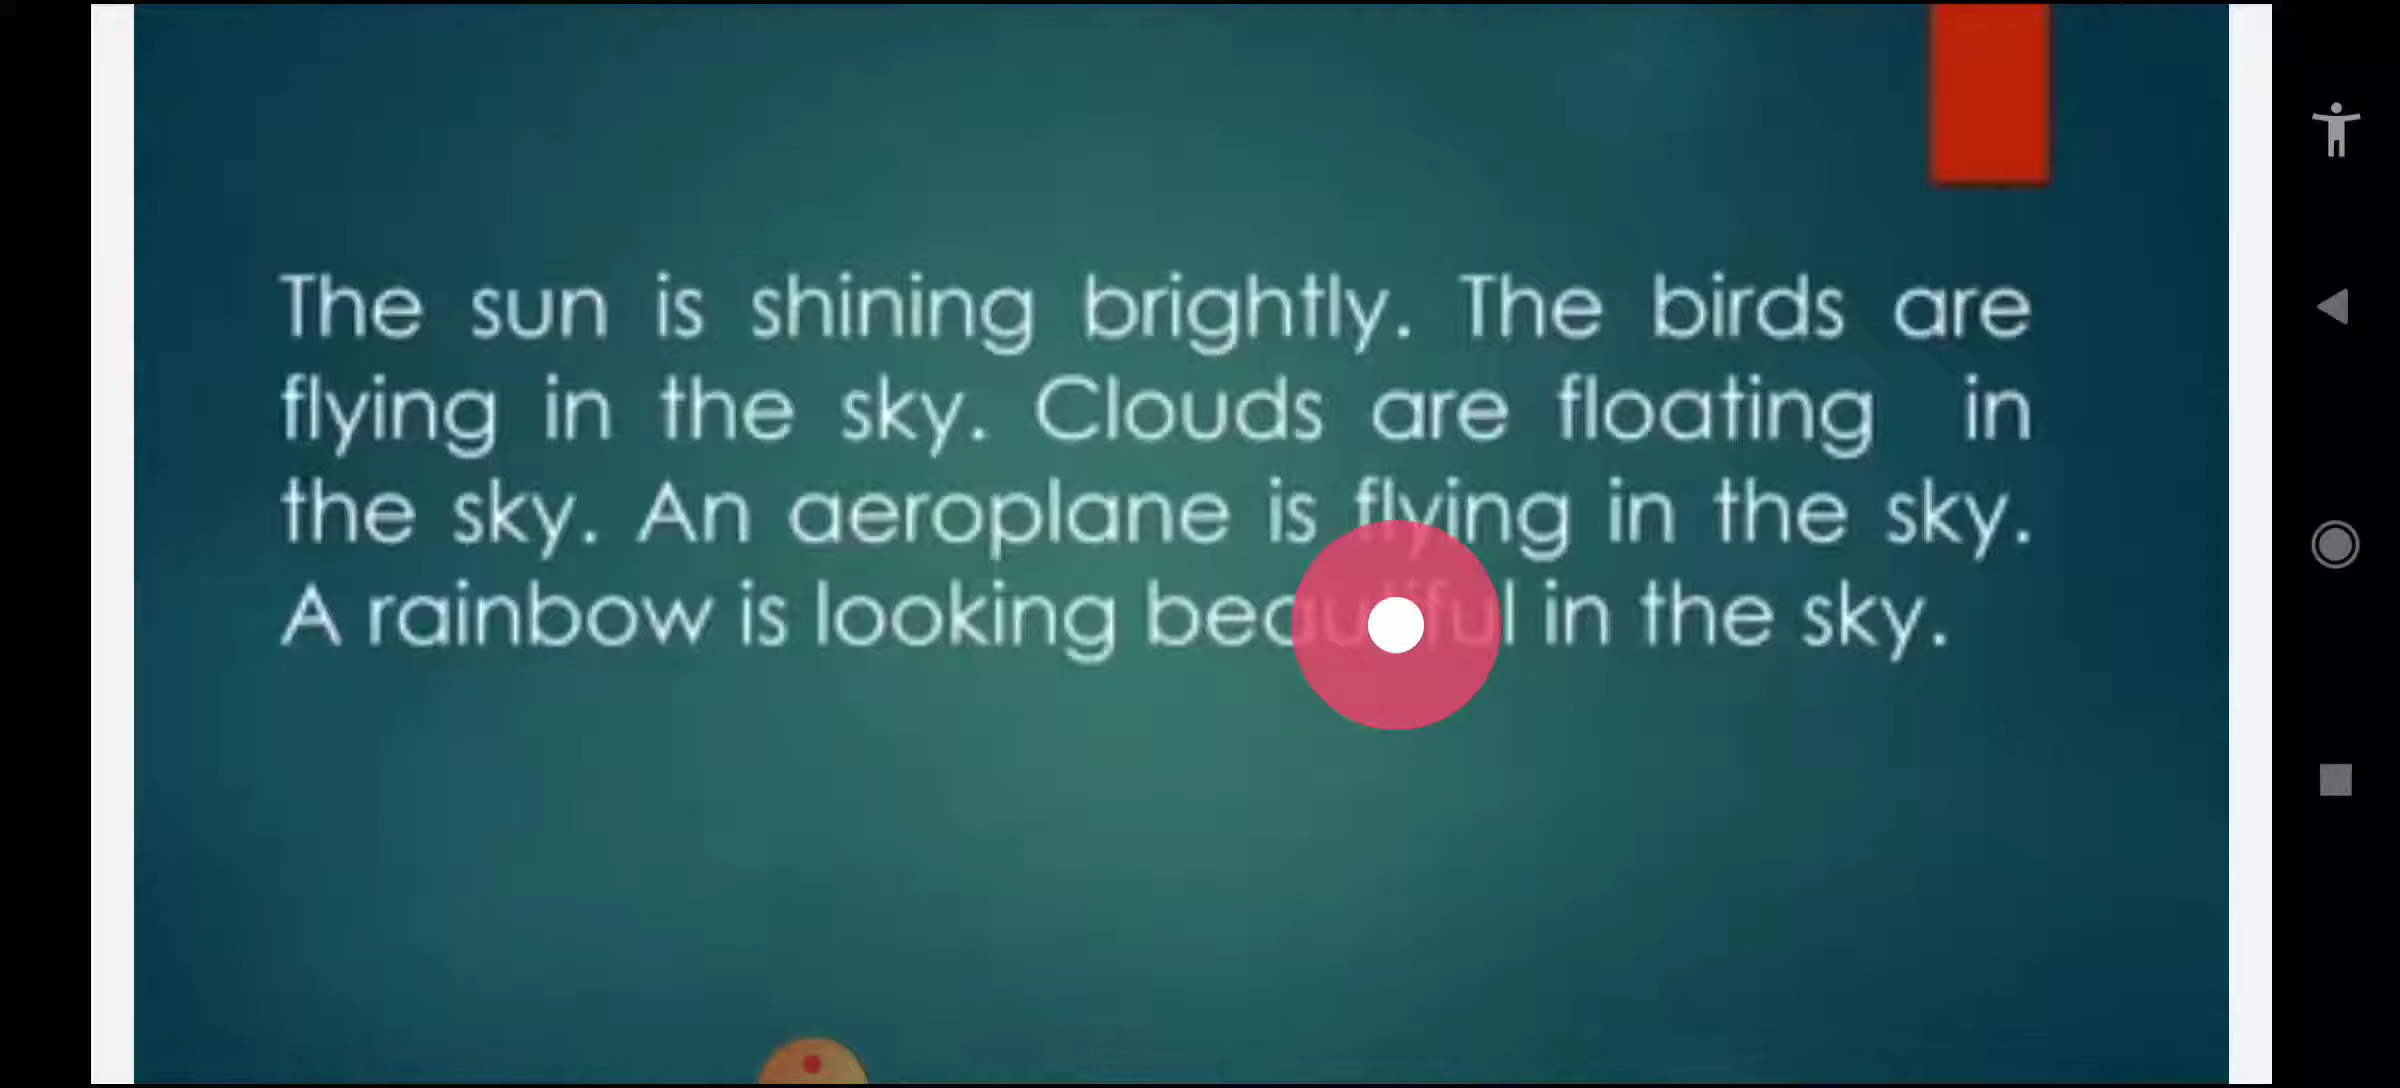 The sun is shining brightly. The birds are
flying in the sky. Clouds are floating in
the sky. An aeroplane is flying in the sky.
A rainbow is looking beautiful in the sky.